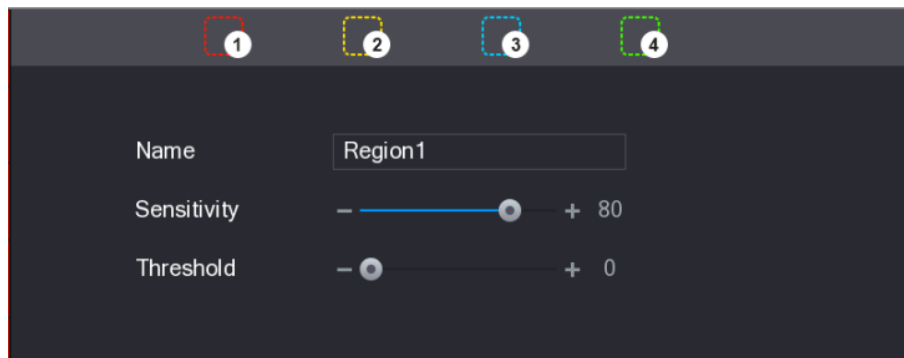 1 2 3 4
Name Region1
Sensitivity - + 80
Threshold - + 0